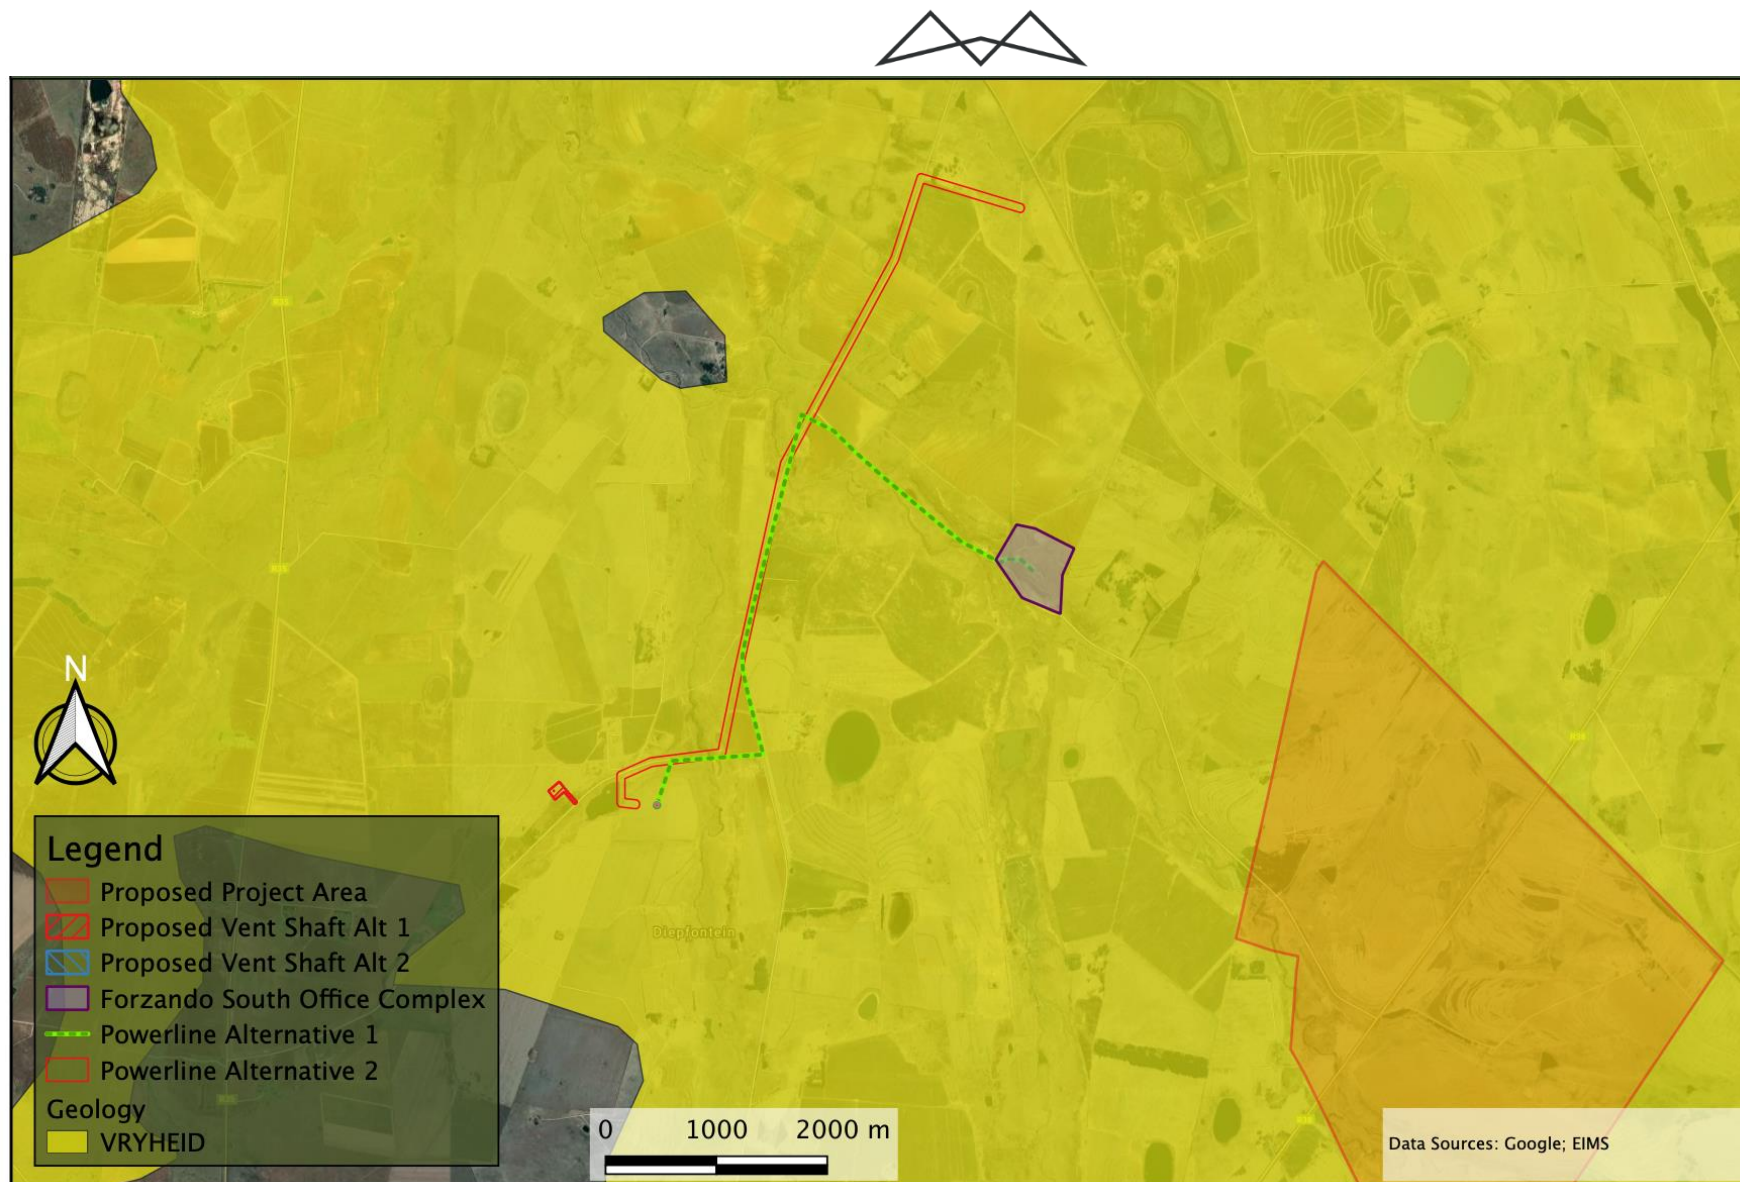 N
Legend
Proposed Project Area
Proposed Vent Shaft Alt 1
Proposed Vent Shaft Alt 2
Forzando South Office Complex
Powerline Alternative 1
Powerline Alternative 2
Geology
VRYHEID
Diepfontein
0 1000 2000 m
Data Sources: Google; EIMS